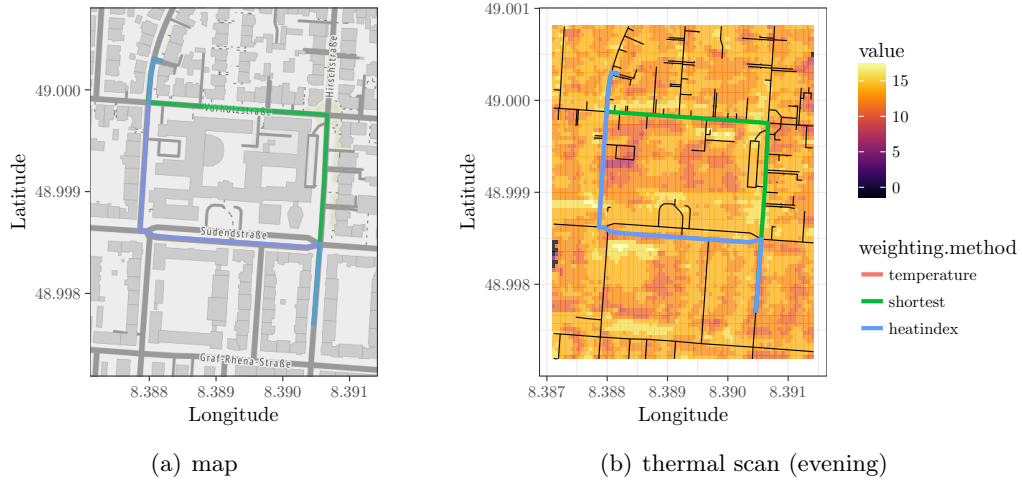 49.000
48.999
48.998
Latitude
8.388
8.389
8.390
8.391
Longitude
Vorholzstraße
Hirschstraße
Südendstraße
Graf-Rhena-Straße
(a) map
49.001
49.000
48.999
48.998
Latitude
8.387
8.388
8.389
8.390
8.391
Longitude
(b) thermal scan (evening)
value
15
10
5
0
weighting.method
temperature
shortest
heatindex